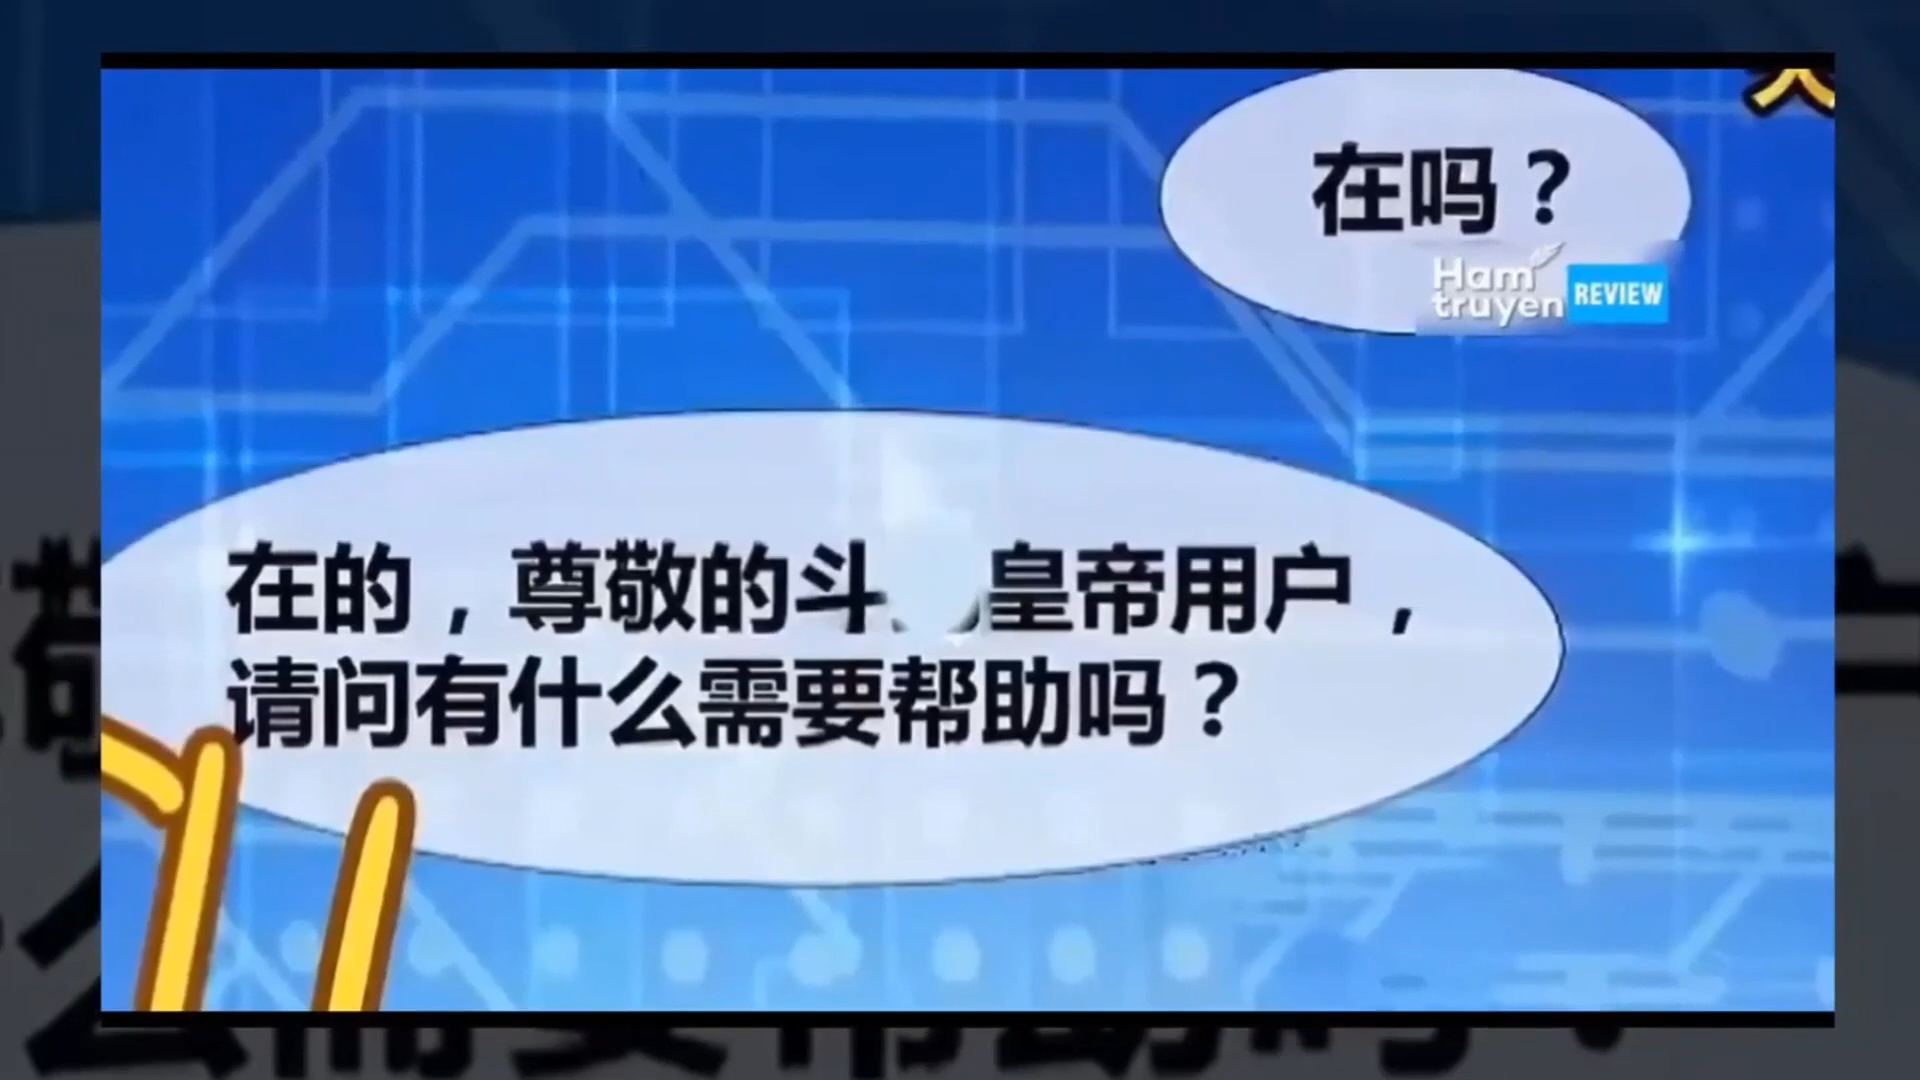 在吗？
Ham
truyen REVIEW
在的，尊敬的斗 皇帝用户，
请问有什么需要帮助吗？